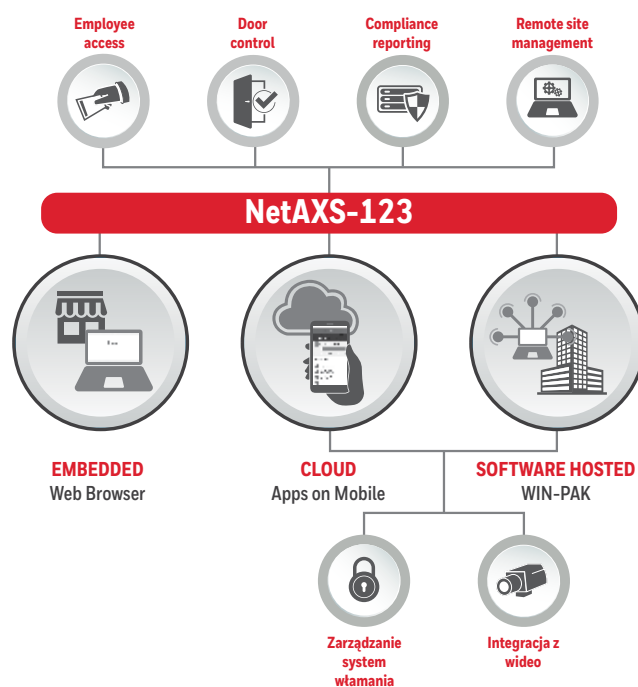 Employee
access
Door
control
Compliance
reporting
Remote site
management
NetAXS-123
EMBEDDED
Web Browser
CLOUD
Apps on Mobile
SOFTWARE HOSTED
WIN-PAK
Zarządzanie
system
włamania
Integracja z
wideo